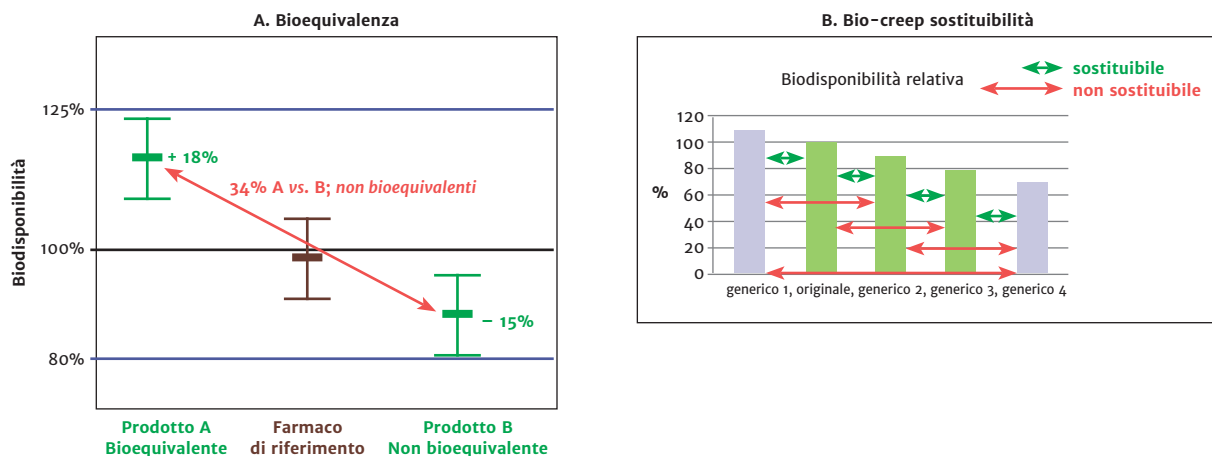 A. Bioequivalenza
Biodisponibilità
125%
100%
80%
+ 18%
34% A vs. B; non bioequivalenti
– 15%
Prodotto A
Bioequivalente
Farmaco
di riferimento
Prodotto B
Non bioequivalente
B. Bio-creep sostituibilità
Biodisponibilità relativa
sostituibile
non sostituibile
%
120
100
80
60
40
20
0
generico 1, originale, generico 2, generico 3, generico 4